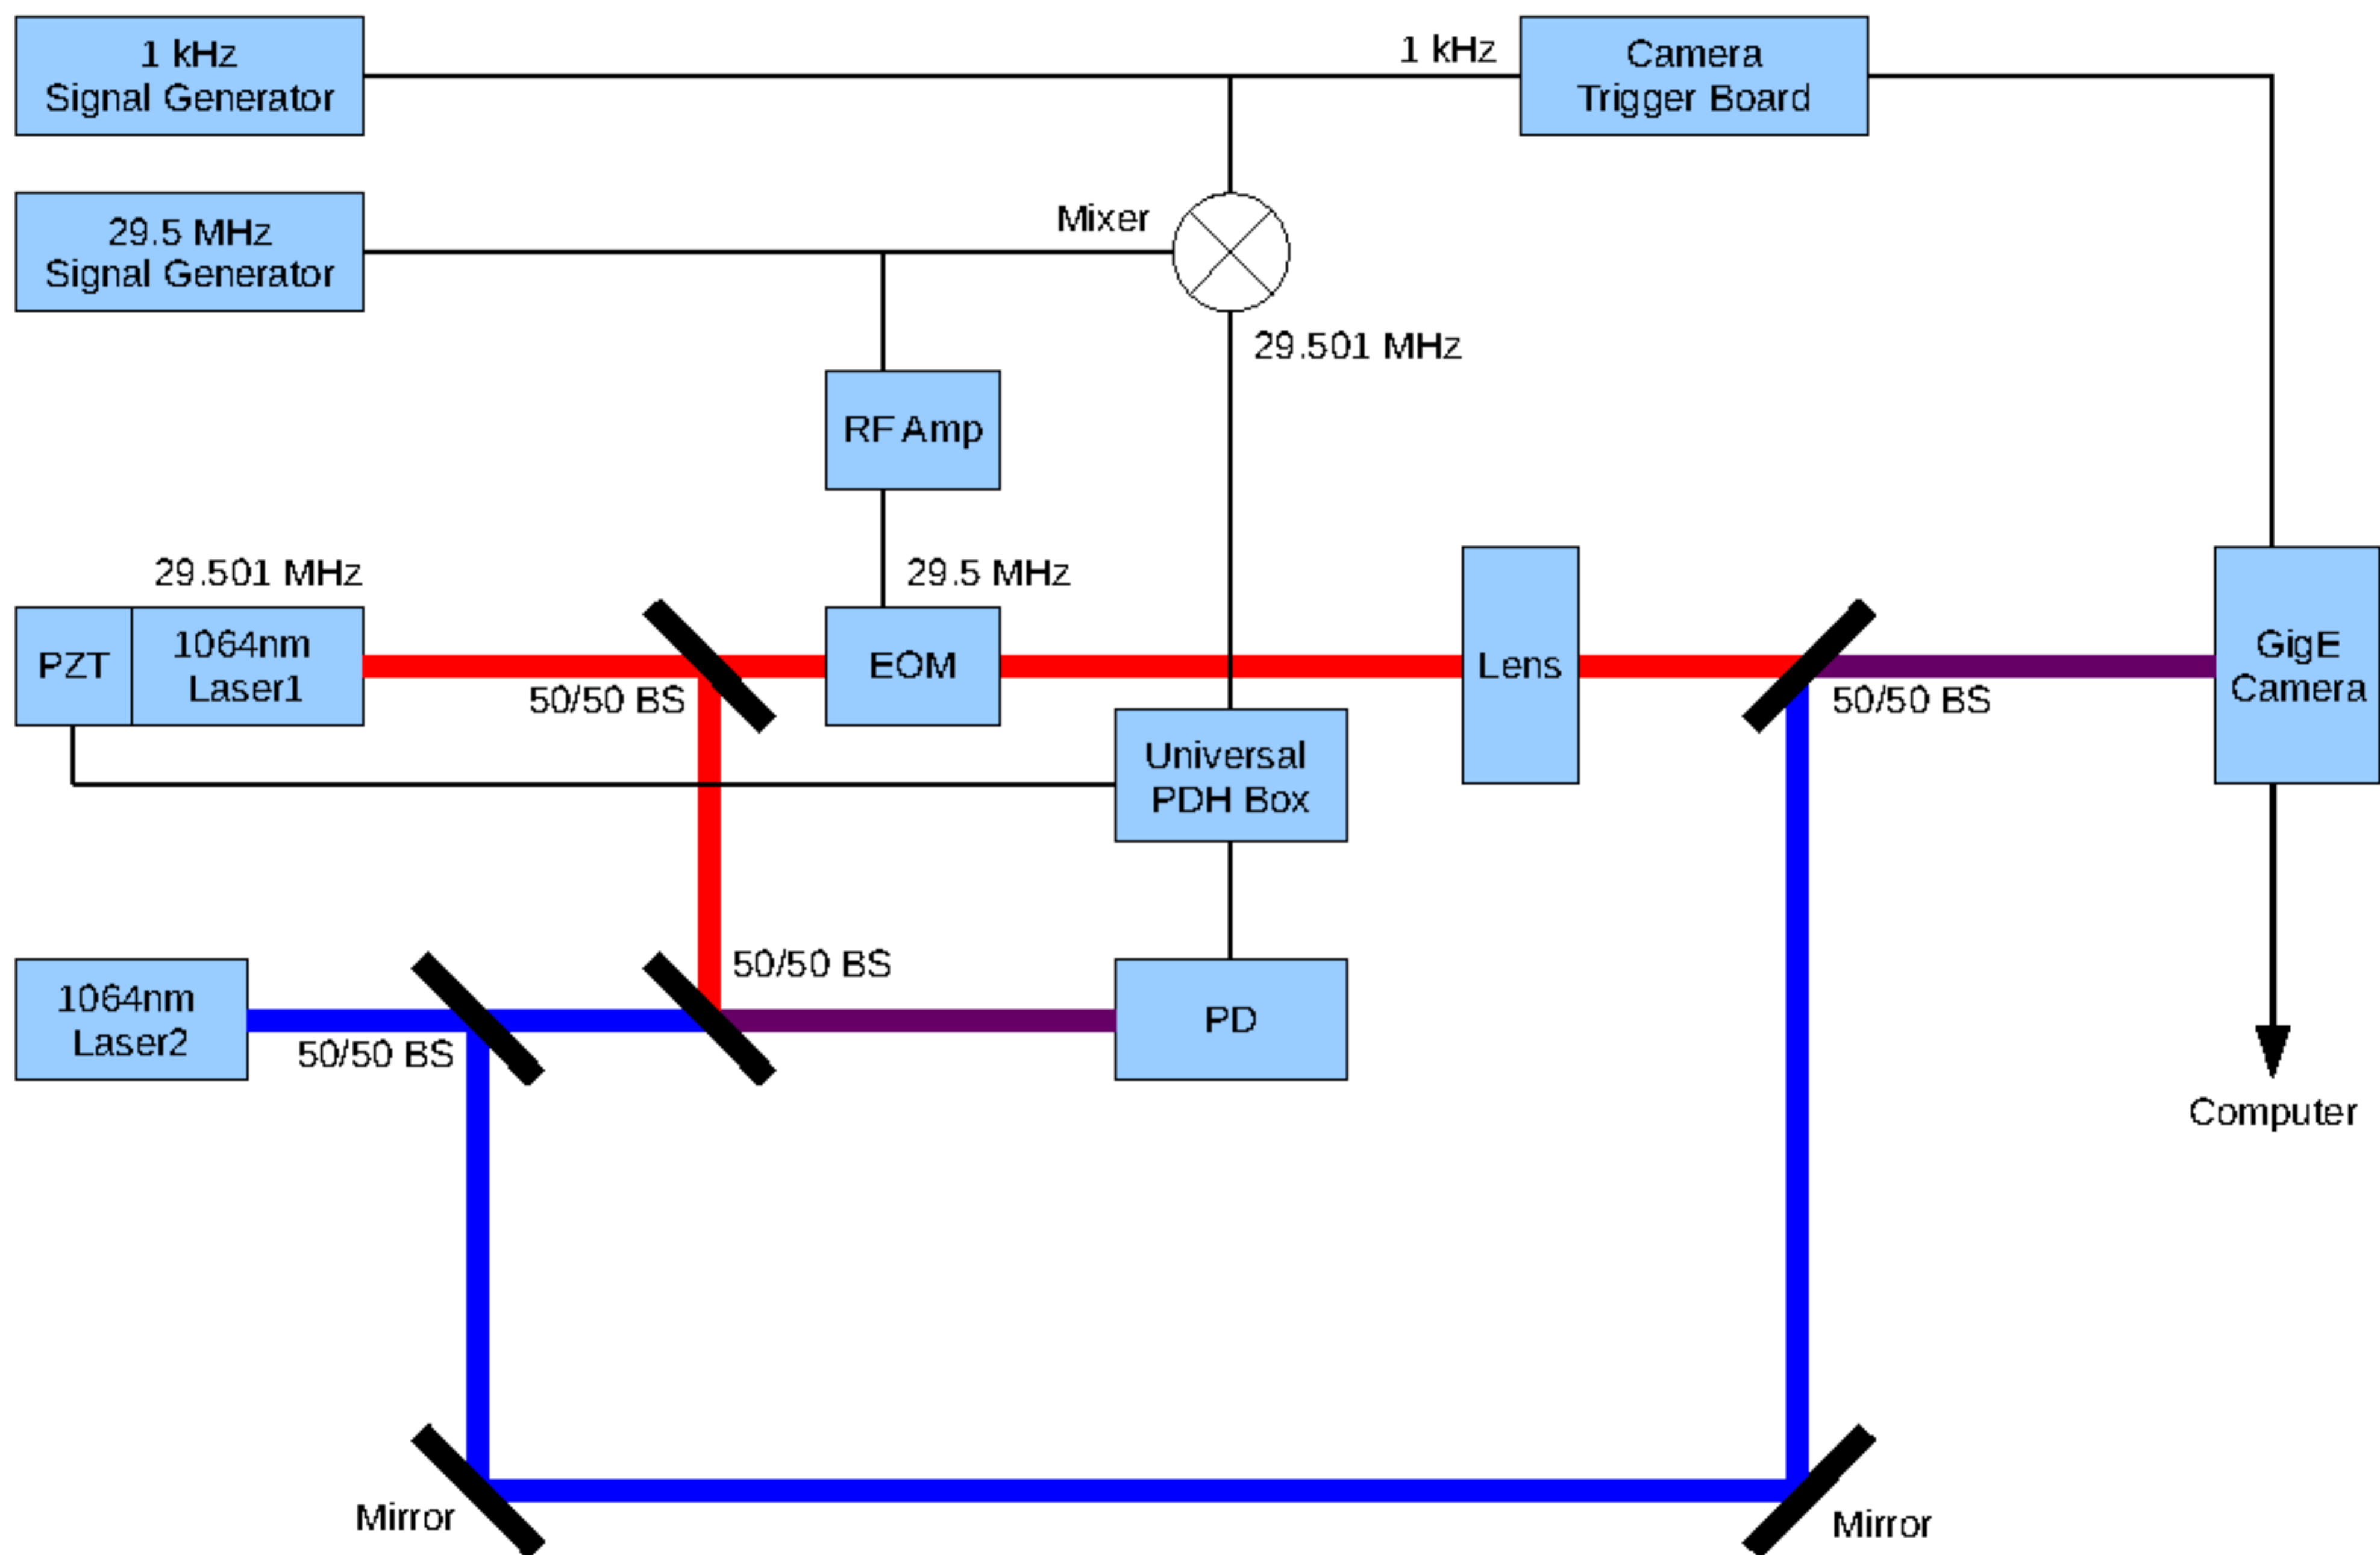 1 kHz
Signal Generator
1 kHz
Camera
Trigger Board
29.5 MHz
Signal Generator
Mixer
29.501 MHz
RF Amp
29.501 MHz
29.5 MHz
PZT
1064nm
Laser1
50/50 BS
EOM
Lens
50/50 BS
GigE
Camera
Universal
PDH Box
50/50 BS
1064nm
Laser2
50/50 BS
PD
Computer
Mirror
Mirror